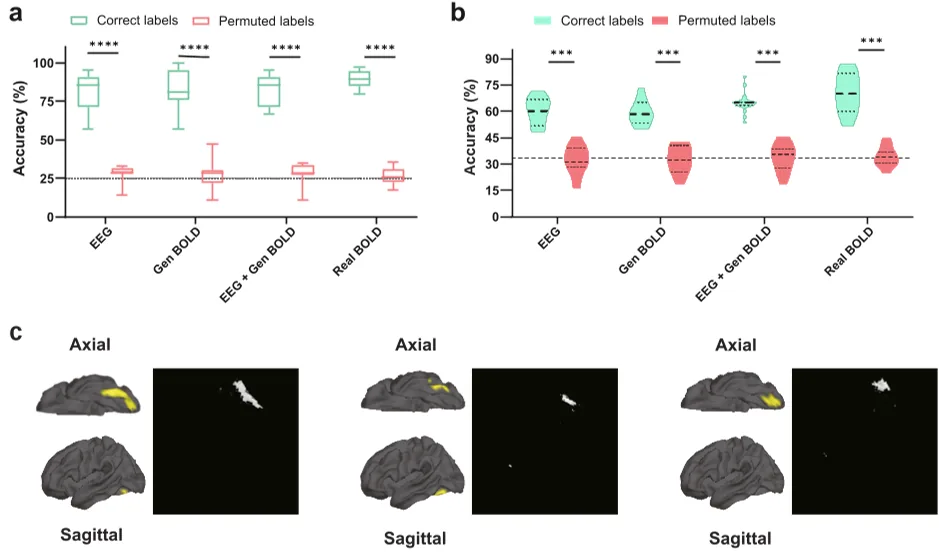 a
Correct labels Permuted labels
**** **** **** ****
Accuracy (%)
100
75
50
25
0
EEG
Gen BOLD
EEG + Gen BOLD
Real BOLD
b
Correct labels Permuted labels
*** *** *** ***
Accuracy (%)
90
75
60
45
30
15
0
EEG
Gen BOLD
EEG + Gen BOLD
Real BOLD
c
Axial Axial Axial
Sagittal Sagittal Sagittal